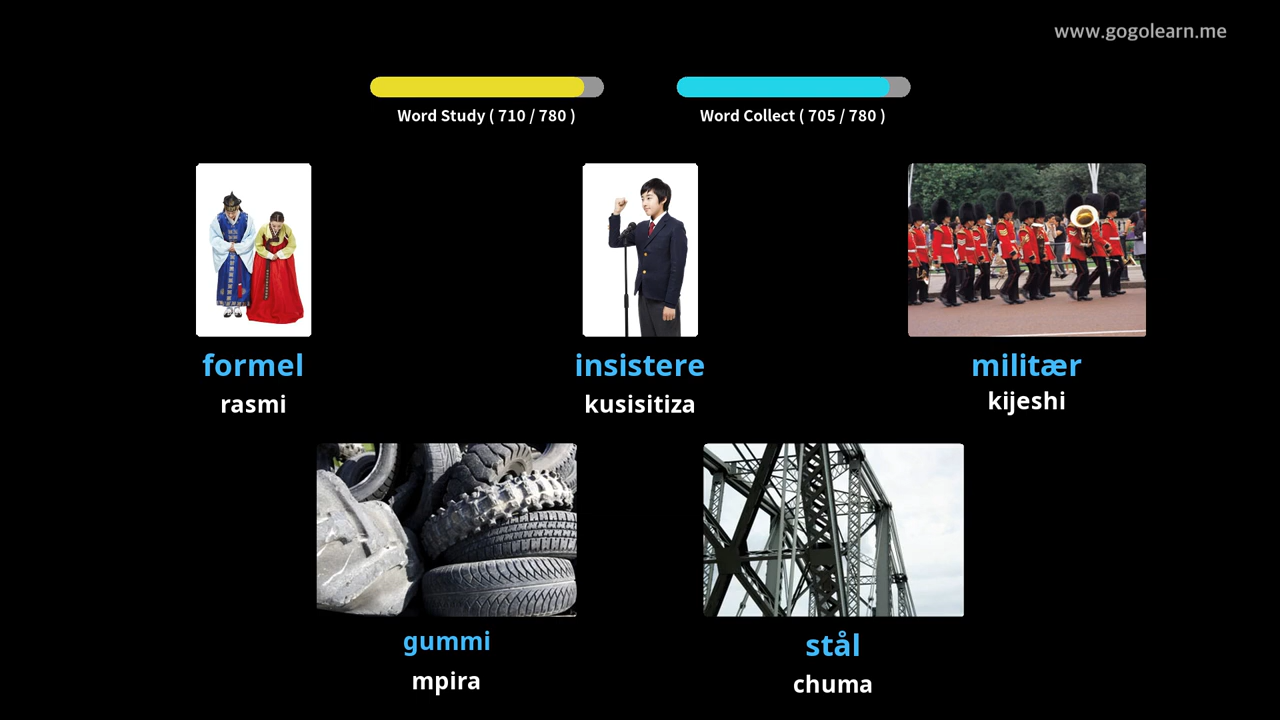 www.gogolearn.me
Word Study ( 710 / 780 )
Word Collect ( 705 / 780 )
formel
rasmi
insistere
kusisitiza
militær
kijeshi
gummi
mpira
stål
chuma